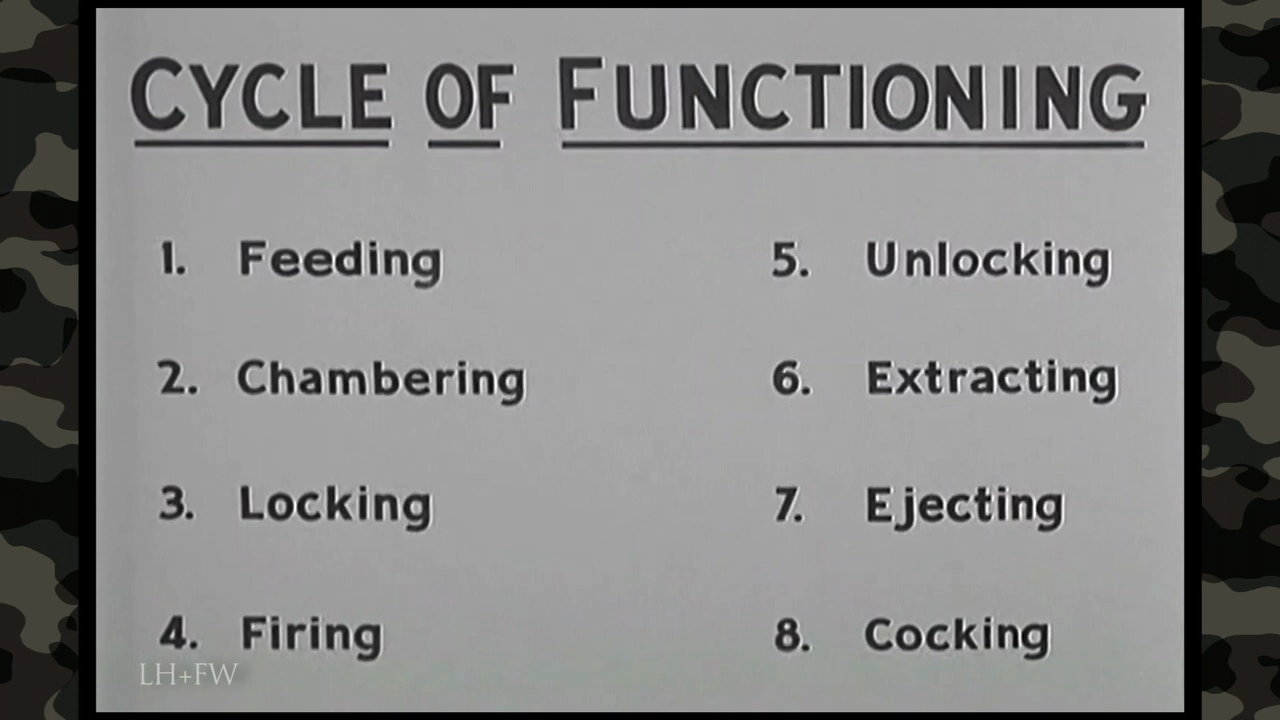 CYCLE OF FUNCTIONING
1. Feeding
2. Chambering
3. Locking
4. Firing
5. Unlocking
6. Extracting
7. Ejecting
8. Cocking
LH+FW